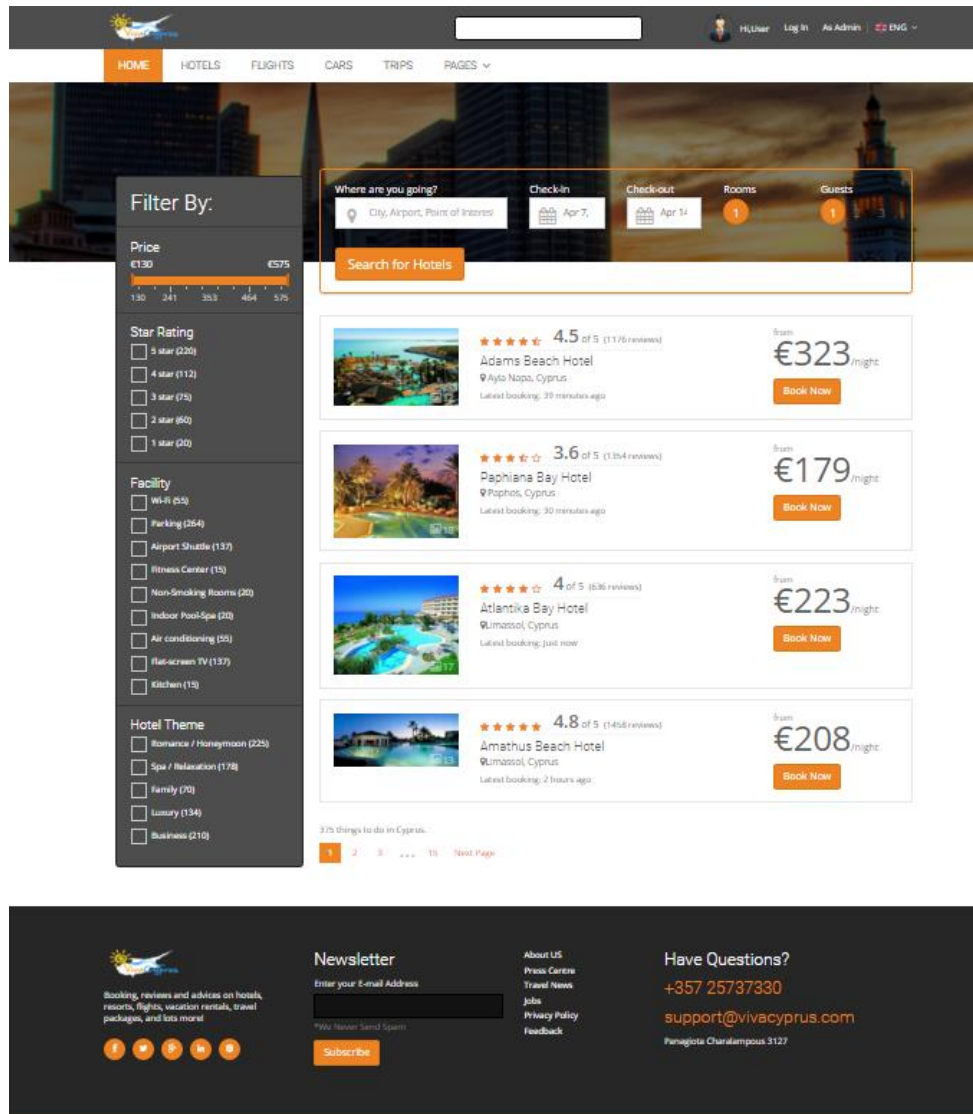 VivaCyprus
Hi,User Log In As Admin ENG
HOME HOTELS FLIGHTS CARS TRIPS PAGES
Filter By:
Price
€130 €575
130 241 353 464 575
Star Rating
5 star (220)
4 star (112)
3 star (75)
2 star (60)
1 star (20)
Facility
Wi-Fi (55)
Parking (264)
Airport Shuttle (137)
Fitness Center (15)
Non-Smoking Rooms (20)
Indoor Pool-Spa (20)
Air conditioning (55)
Flat-screen TV (137)
Kitchen (15)
Hotel Theme
Romance / Honeymoon (225)
Spa / Relaxation (178)
Family (70)
Luxury (134)
Business (210)
Where are you going? Check-in Check-out Rooms Guests
City, Airport, Point of Interest Apr 7, Apr 14 1 1 2 3
Search for Hotels
4.5 of 5 (1176 reviews)
Adams Beach Hotel
Ayia Napa, Cyprus
Latest booking: 39 minutes ago
from
€323/night
Book Now
3.6 of 5 (1354 reviews)
Paphiana Bay Hotel
Paphos, Cyprus
Latest booking: 30 minutes ago
18
from
€179/night
Book Now
4 of 5 (636 reviews)
Atlantika Bay Hotel
Limassol, Cyprus
Latest booking: Just now
17
from
€223/night
Book Now
4.8 of 5 (1458 reviews)
Amathus Beach Hotel
Limassol, Cyprus
Latest booking: 2 hours ago
13
from
€208/night
Book Now
375 things to do in Cyprus.
1 2 3 .... 15 Next Page
VivaCyprus
Booking, reviews and advices on hotels,
resorts, flights, vacation rentals, travel
packages, and lots more!
Newsletter
Enter your E-mail Address
*We Never Send Spam
Subscribe
About US
Press Centre
Travel News
Jobs
Privacy Policy
Feedback
Have Questions?
+357 25737330
support@vivacyprus.com
Panagiota Charalampous 3127